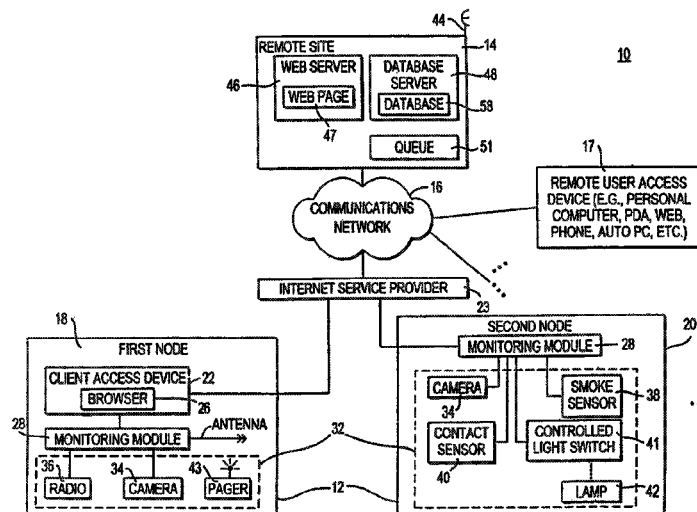 44
REMOTE SITE
14
10
WEB SERVER
46
WEB PAGE
47
DATABASE
SERVER
48
DATABASE
58
QUEUE
51
17
16
COMMUNICATIONS
NETWORK
REMOTE USER ACCESS
DEVICE (E.G., PERSONAL
COMPUTER, PDA, WEB,
PHONE, AUTO PC, ETC.)
INTERNET SERVICE PROVIDER
23
18
FIRST NODE
CLIENT ACCESS DEVICE
22
BROWSER
26
28
MONITORING MODULE
ANTENNA
32
36
RADIO
34
CAMERA
43
PAGER
12
SECOND NODE
20
MONITORING MODULE
28
CAMERA
34
SMOKE
SENSOR
38
CONTACT
SENSOR
40
CONTROLLED
LIGHT SWITCH
41
LAMP
42